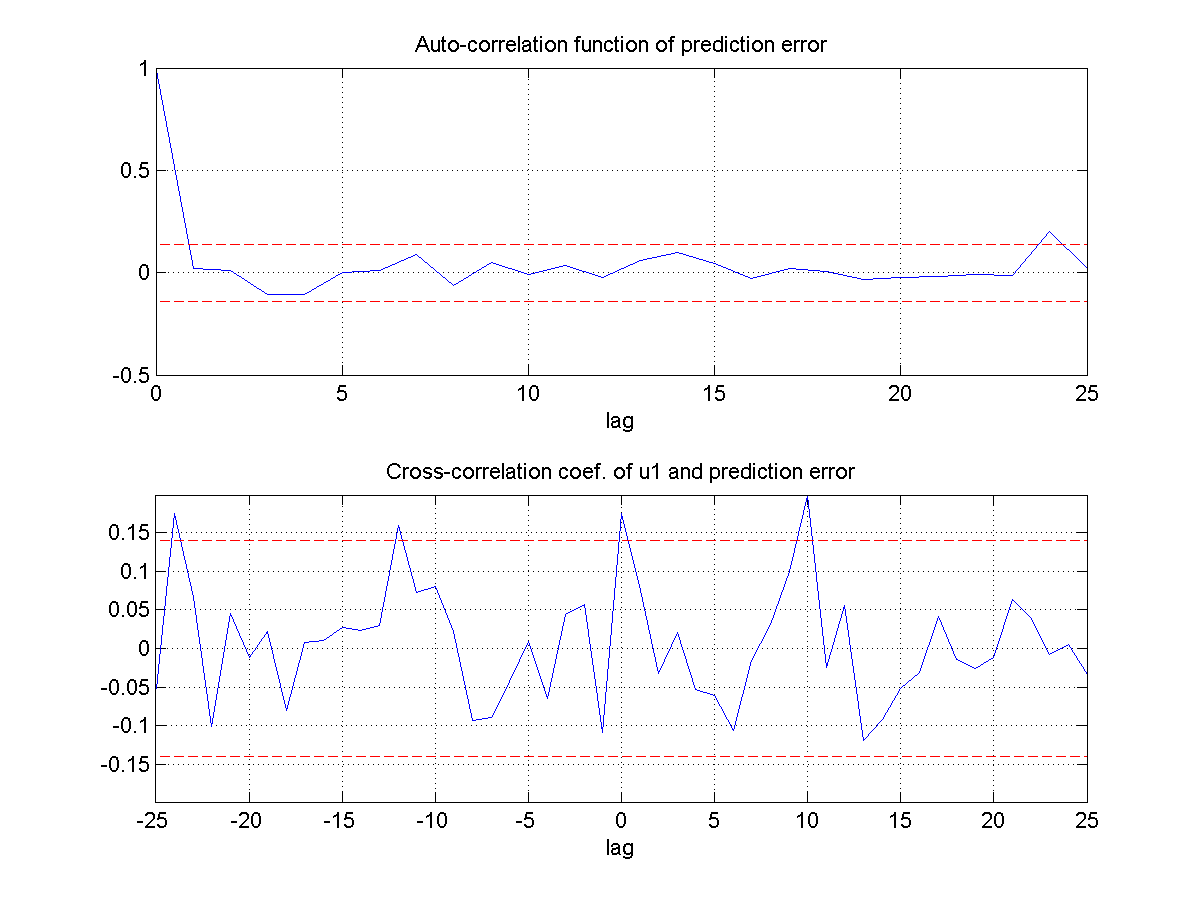 Auto-correlation function of prediction error
1
0.5
0
-0.5
0 5 10 15 20 25
lag
Cross-correlation coef. of u1 and prediction error
0.15
0.1
0.05
0
-0.05
-0.1
-0.15
-25 -20 -15 -10 -5 0 5 10 15 20 25
lag